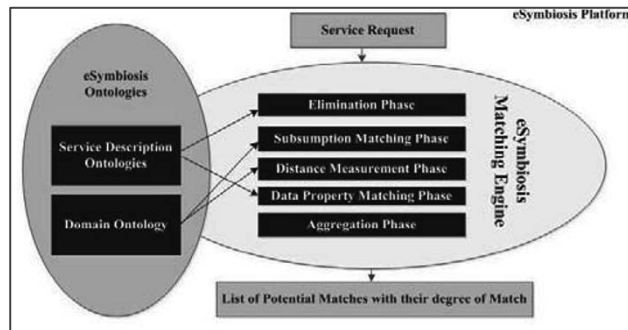 eSymbiosis Platform
Service Request
eSymbiosis
Ontologies
Service Description
Ontologies
Domain Ontology
Elimination Phase
Subsumption Matching Phase
Distance Measurement Phase
Data Property Matching Phase
Aggregation Phase
eSymbiosis
Matching Engine
List of Potential Matches with their degree of Match